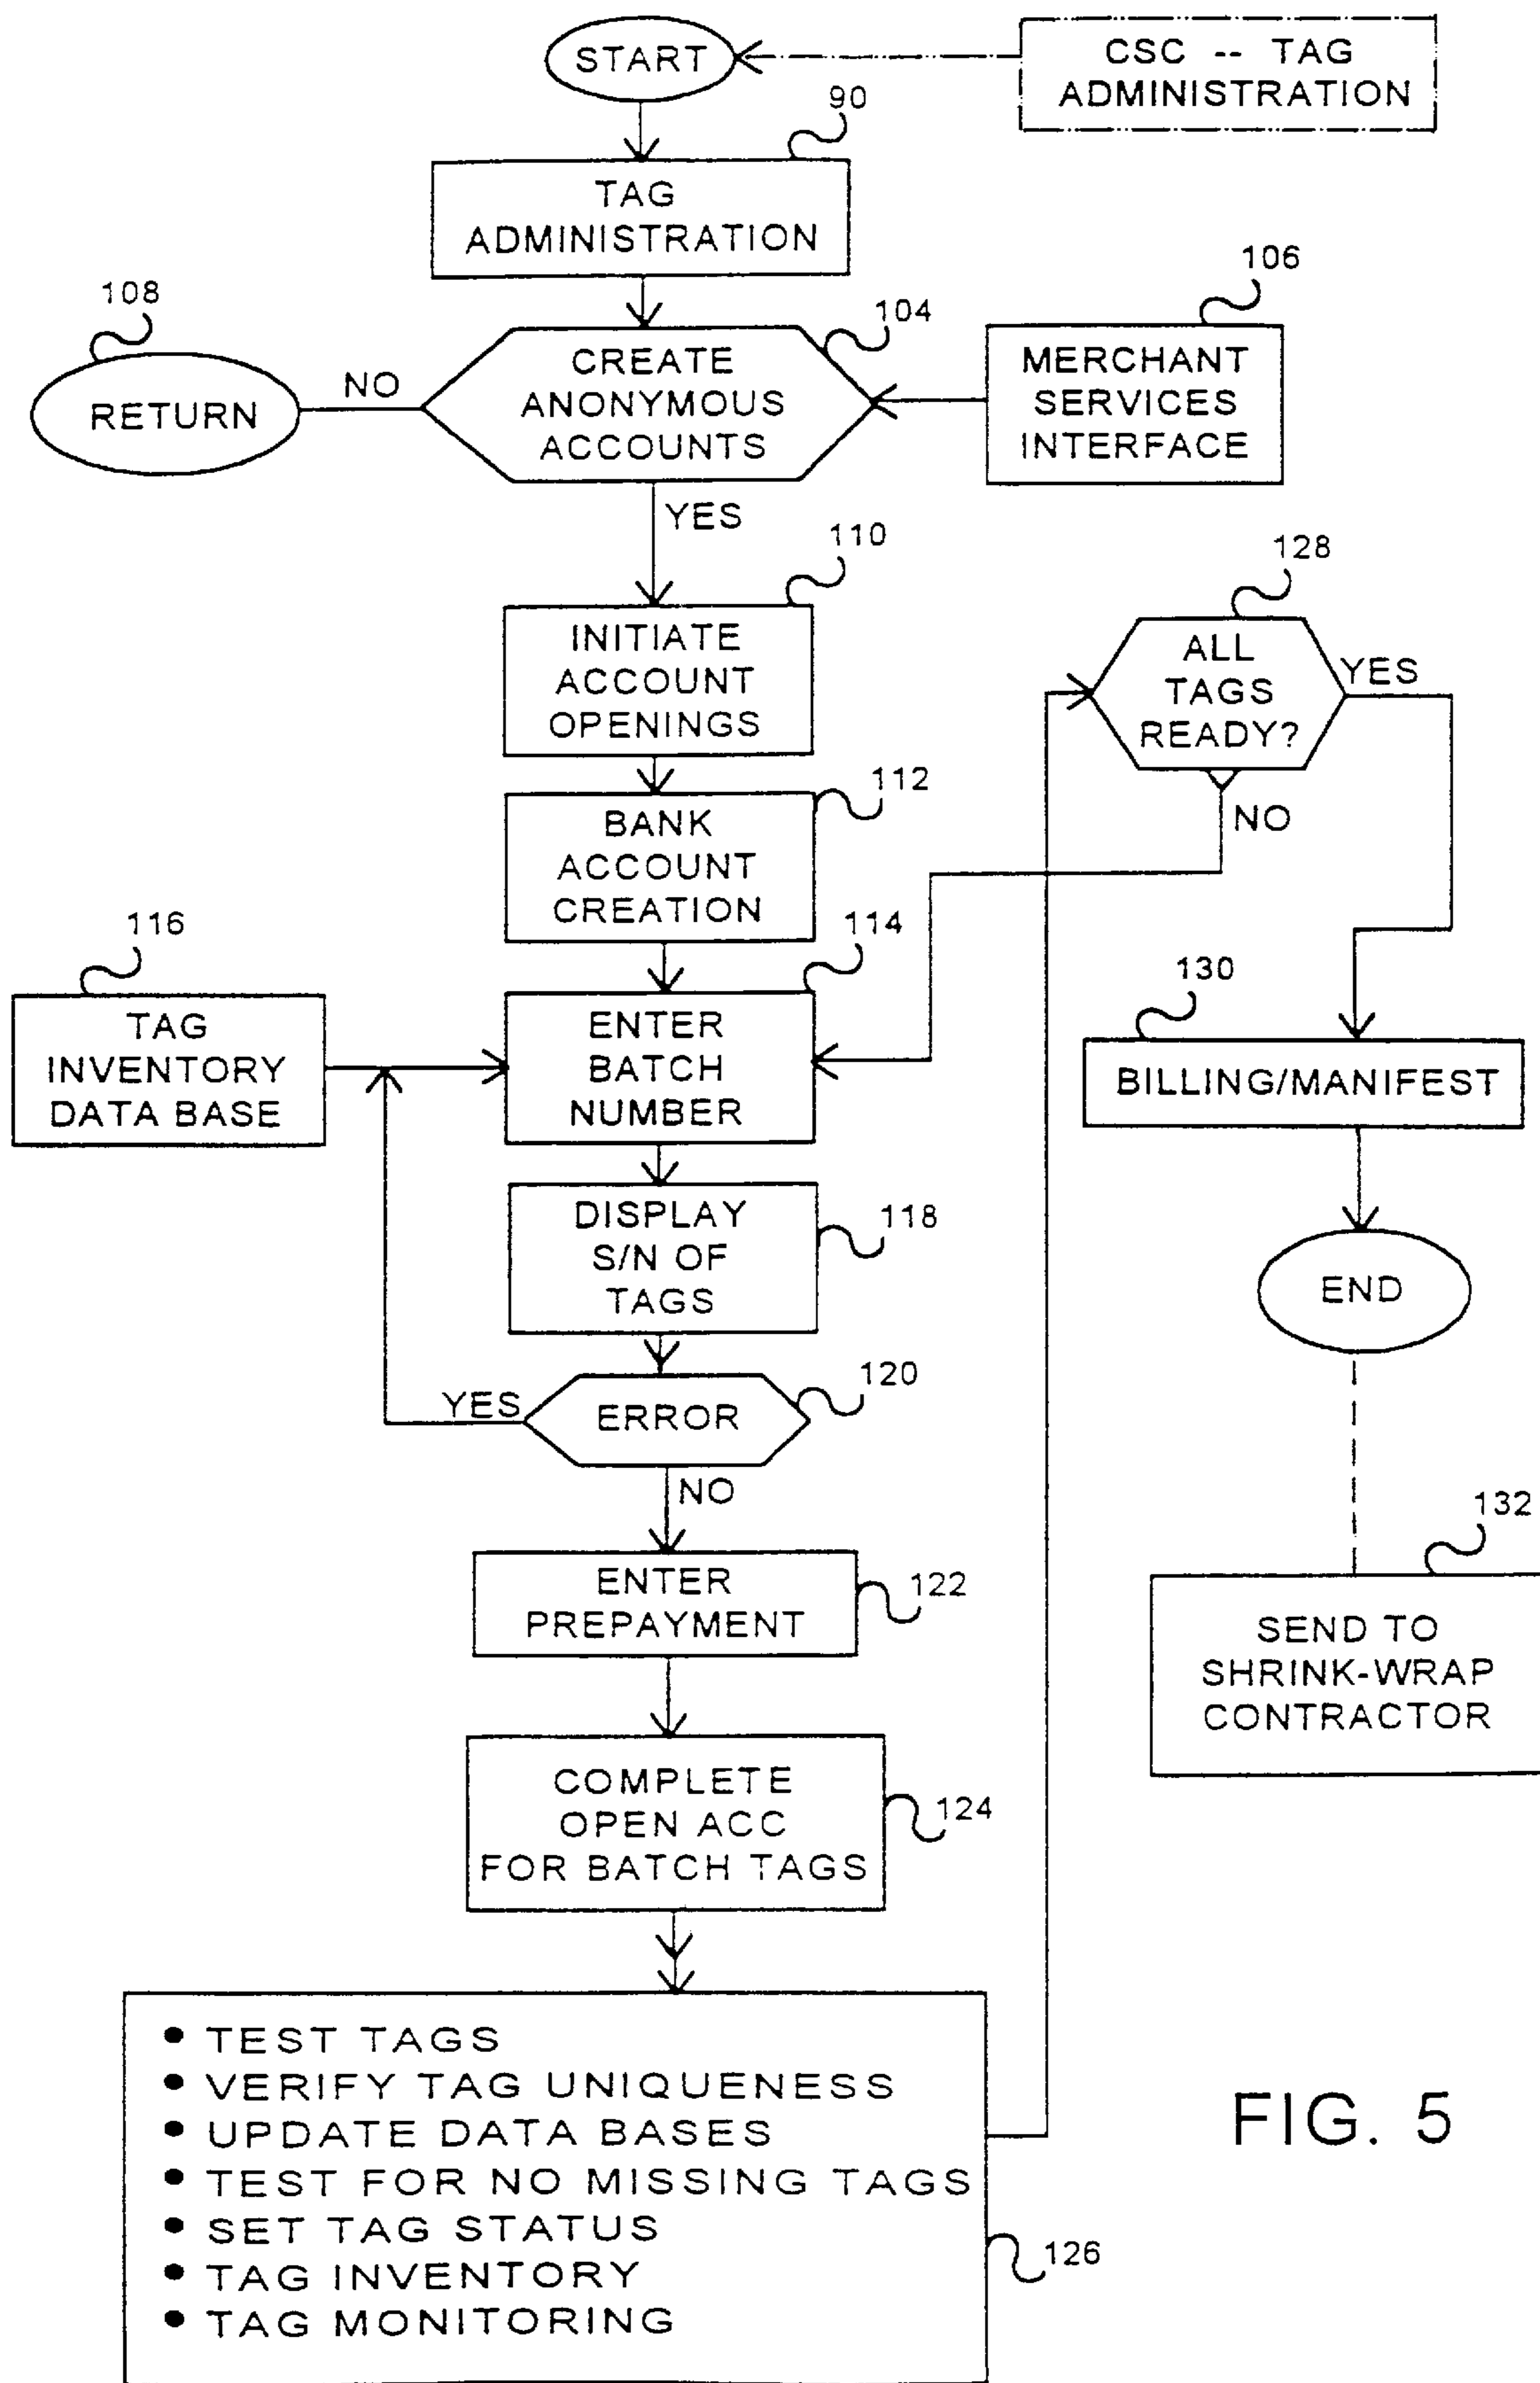 START
CSC -- TAG
ADMINISTRATION
90
TAG
ADMINISTRATION
108
RETURN
NO
104
CREATE
ANONYMOUS
ACCOUNTS
106
MERCHANT
SERVICES
INTERFACE
YES
110
INITIATE
ACCOUNT
OPENINGS
128
ALL
TAGS
READY?
YES
NO
112
BANK
ACCOUNT
CREATION
116
TAG
INVENTORY
DATA BASE
114
ENTER
BATCH
NUMBER
130
BILLING/MANIFEST
118
DISPLAY
S/N OF
TAGS
END
YES
120
ERROR
NO
122
ENTER
PREPAYMENT
132
SEND TO
SHRINK-WRAP
CONTRACTOR
124
COMPLETE
OPEN ACC
FOR BATCH TAGS
• TEST TAGS
• VERIFY TAG UNIQUENESS
• UPDATE DATA BASES
• TEST FOR NO MISSING TAGS
• SET TAG STATUS
• TAG INVENTORY
• TAG MONITORING
126
FIG. 5